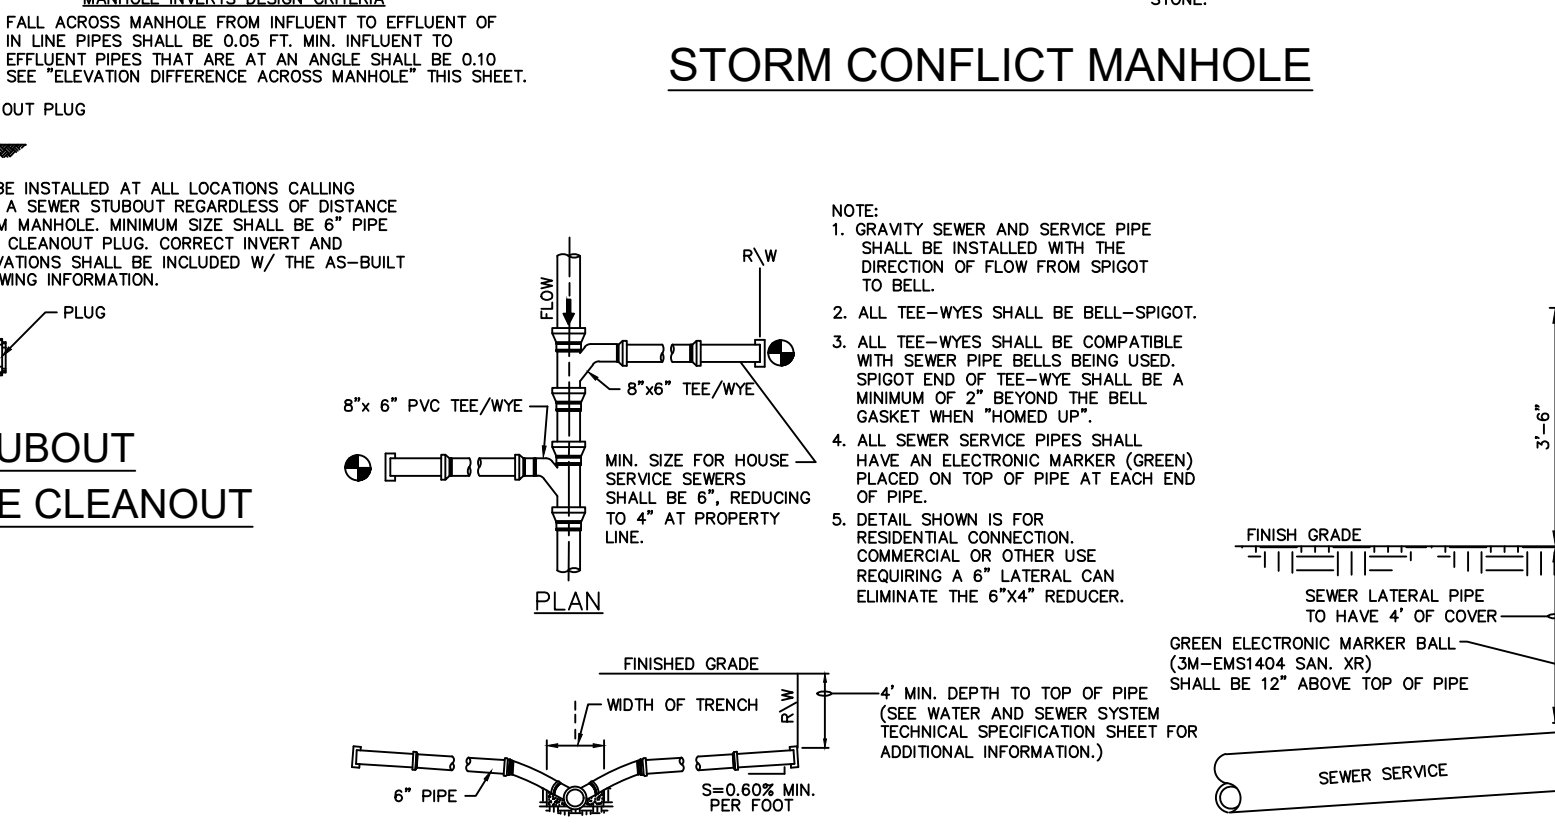 MANHOLE INVERTS DESIGN CRITERIA
FALL ACROSS MANHOLE FROM INFLUENT TO EFFLUENT OF
IN LINE PIPES SHALL BE 0.05 FT. MIN. INFLUENT TO
EFFLUENT PIPES THAT ARE AT AN ANGLE SHALL BE 0.10
SEE "ELEVATION DIFFERENCE ACROSS MANHOLE" THIS SHEET.
STONE.
STORM CONFLICT MANHOLE
OUT PLUG
BE INSTALLED AT ALL LOCATIONS CALLING
A SEWER STUBOUT REGARDLESS OF DISTANCE
M MANHOLE. MINIMUM SIZE SHALL BE 6" PIPE
CLEANOUT PLUG. CORRECT INVERT AND
VATIONS SHALL BE INCLUDED W/ THE AS-BUILT
WING INFORMATION.
PLUG
UBOUT
E CLEANOUT
FLOW
R\W
8"x6" TEE/WYE
8"x 6" PVC TEE/WYE
MIN. SIZE FOR HOUSE
SERVICE SEWERS
SHALL BE 6", REDUCING
TO 4" AT PROPERTY
LINE.
PLAN
NOTE:
1. GRAVITY SEWER AND SERVICE PIPE
SHALL BE INSTALLED WITH THE
DIRECTION OF FLOW FROM SPIGOT
TO BELL.
2. ALL TEE-WYES SHALL BE BELL-SPIGOT.
3. ALL TEE-WYES SHALL BE COMPATIBLE
WITH SEWER PIPE BELLS BEING USED.
SPIGOT END OF TEE-WYE SHALL BE A
MINIMUM OF 2" BEYOND THE BELL
GASKET WHEN "HOMED UP".
4. ALL SEWER SERVICE PIPES SHALL
HAVE AN ELECTRONIC MARKER (GREEN)
PLACED ON TOP OF PIPE AT EACH END
OF PIPE.
5. DETAIL SHOWN IS FOR
RESIDENTIAL CONNECTION.
COMMERCIAL OR OTHER USE
REQUIRING A 6" LATERAL CAN
ELIMINATE THE 6"X4" REDUCER.
FINISHED GRADE
WIDTH OF TRENCH
R\W
4' MIN. DEPTH TO TOP OF PIPE
(SEE WATER AND SEWER SYSTEM
TECHNICAL SPECIFICATION SHEET FOR
ADDITIONAL INFORMATION.)
6" PIPE
S=0.60% MIN.
PER FOOT
3'-6"
FINISH GRADE
SEWER LATERAL PIPE
TO HAVE 4' OF COVER
GREEN ELECTRONIC MARKER BALL
(3M-EMS1404 SAN. XR)
SHALL BE 12" ABOVE TOP OF PIPE
SEWER SERVICE